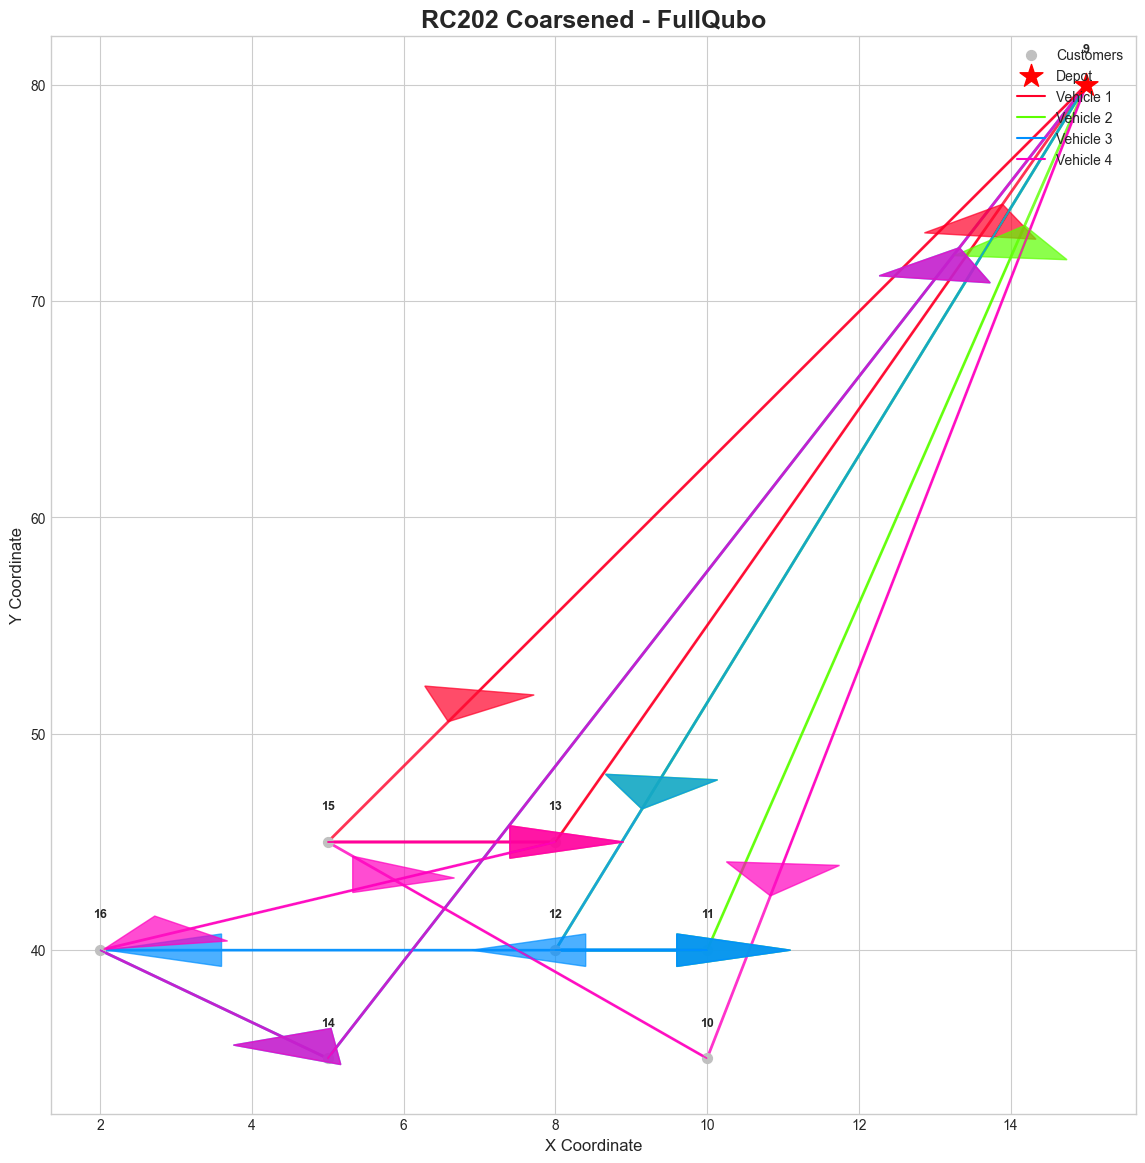 RC202 Coarsened - FullQubo
9
Customers
Depot
Vehicle 1
Vehicle 2
Vehicle 3
Vehicle 4
80
70
60
50
40
15
13
16
12
11
14
10
2
4
6
8
10
12
14
X Coordinate
Y Coordinate